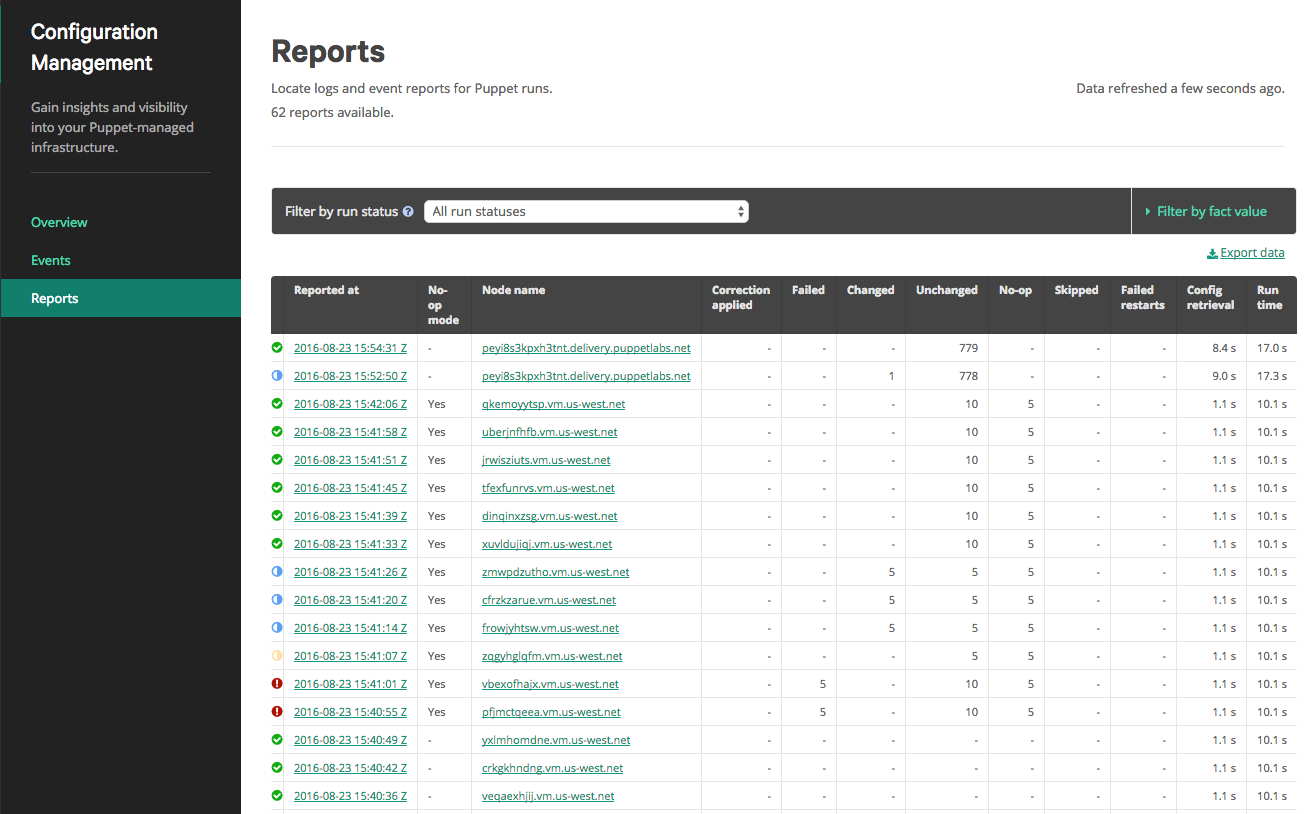 Configuration
Management
Gain insights and visibility
into your Puppet-managed
infrastructure.
Overview
Events
Reports
Reports
Locate logs and event reports for Puppet runs.
Data refreshed a few seconds ago.
62 reports available.
Filter by run status ? All run statuses
Filter by fact value
Export data
Reported at No-op mode Node name Correction applied Failed Changed Unchanged No-op Skipped Failed restarts Config retrieval Run time
2016-08-23 15:54:31 Z - peyi8s3kpxh3tnt.delivery.puppetlabs.net - - - 779 - - - 8.4 s 17.0 s
2016-08-23 15:52:50 Z - peyi8s3kpxh3tnt.delivery.puppetlabs.net - - 1 778 - - - 9.0 s 17.3 s
2016-08-23 15:42:06 Z Yes qkemoyytsp.vm.us-west.net - - - 10 5 - - 1.1 s 10.1 s
2016-08-23 15:41:58 Z Yes uberjnfhfb.vm.us-west.net - - - 10 5 - - 1.1 s 10.1 s
2016-08-23 15:41:51 Z Yes jrwisziuts.vm.us-west.net - - - 10 5 - - 1.1 s 10.1 s
2016-08-23 15:41:45 Z Yes tfexfunrvs.vm.us-west.net - - - 10 5 - - 1.1 s 10.1 s
2016-08-23 15:41:39 Z Yes dinqinxzsg.vm.us-west.net - - - 10 5 - - 1.1 s 10.1 s
2016-08-23 15:41:33 Z Yes xuvldujiqj.vm.us-west.net - - - 10 5 - - 1.1 s 10.1 s
2016-08-23 15:41:26 Z Yes zmwpdzutho.vm.us-west.net - - 5 5 5 - - 1.1 s 10.1 s
2016-08-23 15:41:20 Z Yes cfrzkzarue.vm.us-west.net - - 5 5 5 - - 1.1 s 10.1 s
2016-08-23 15:41:14 Z Yes frowjyhtsw.vm.us-west.net - - 5 5 5 - - 1.1 s 10.1 s
2016-08-23 15:41:07 Z Yes zqgyhglqfm.vm.us-west.net - - - 5 5 - - 1.1 s 10.1 s
2016-08-23 15:41:01 Z Yes vbexofhajx.vm.us-west.net - 5 - 10 5 - - 1.1 s 10.1 s
2016-08-23 15:40:55 Z Yes pfjmctqeea.vm.us-west.net - 5 - 10 5 - - 1.1 s 10.1 s
2016-08-23 15:40:49 Z - yxlmhomdne.vm.us-west.net - - - - - - - 1.1 s 10.1 s
2016-08-23 15:40:42 Z - crkgkhndng.vm.us-west.net - - - - - - - 1.1 s 10.1 s
2016-08-23 15:40:36 Z - veqaexhjij.vm.us-west.net - - - - - - - 1.1 s 10.1 s